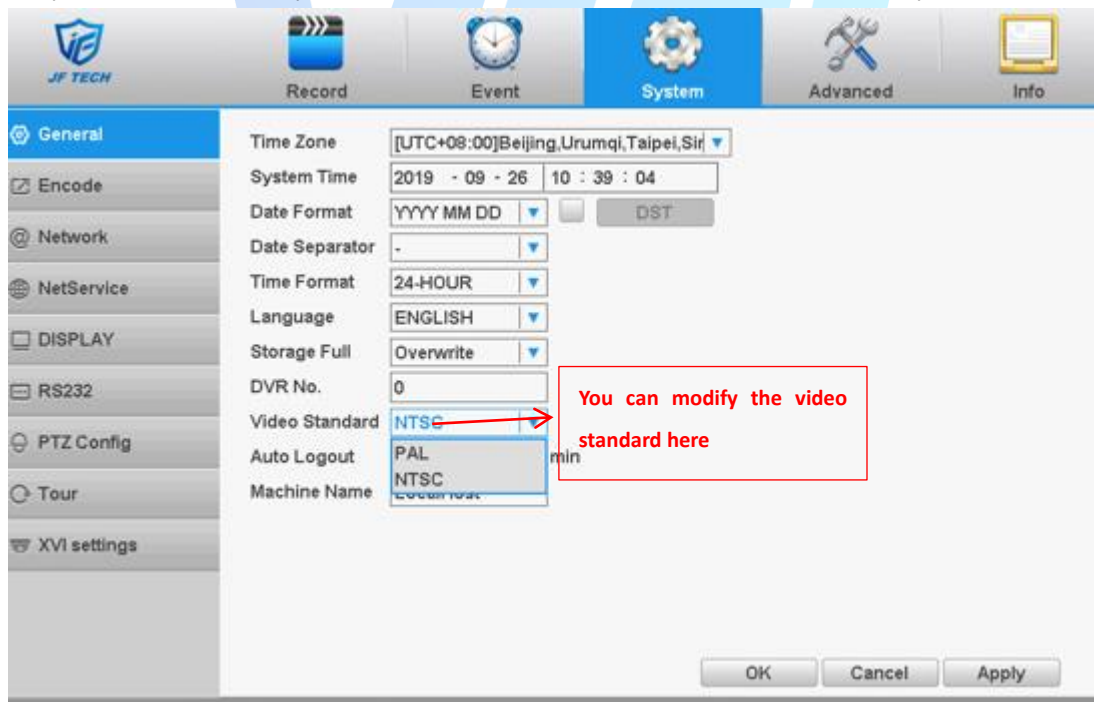 JF TECH
Record
Event
System
Advanced
Info
General
Encode
Network
NetService
DISPLAY
RS232
PTZ Config
Tour
XVI settings
Time Zone [UTC+08:00]Beijing,Urumqi,Taipei,Sin
System Time 2019 - 09 - 26 10 : 39 : 04
Date Format YYYY MM DD DST
Date Separator -
Time Format 24-HOUR
Language ENGLISH
Storage Full Overwrite
DVR No. 0
Video Standard NTSC
PAL
NTSC
Auto Logout min
Machine Name
You can modify the video
standard here
OK Cancel Apply